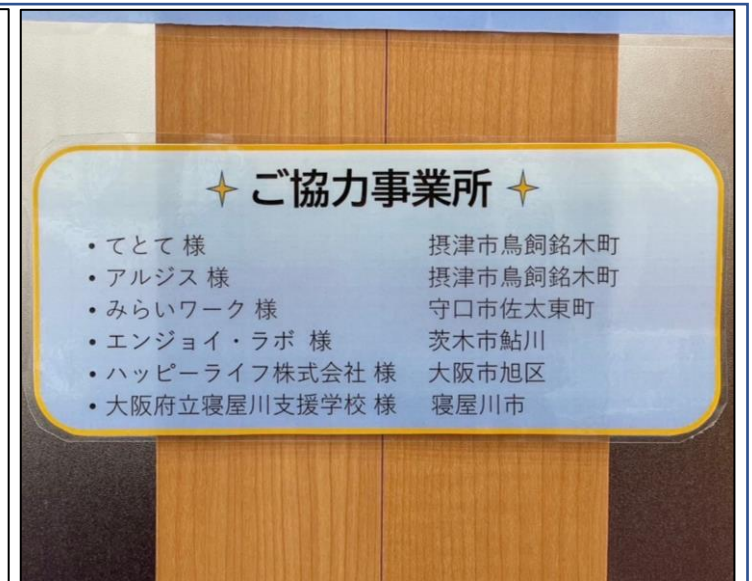 ご協力事業所
・てとて 様 摂津市鳥飼銘木町
・アルジス 様 摂津市鳥飼銘木町
・みらいワーク 様 守口市佐太東町
・エンジョイ・ラボ 様 茨木市鮎川
・ハッピーライフ株式会社 様 大阪市旭区
・大阪府立寝屋川支援学校 様 寝屋川市